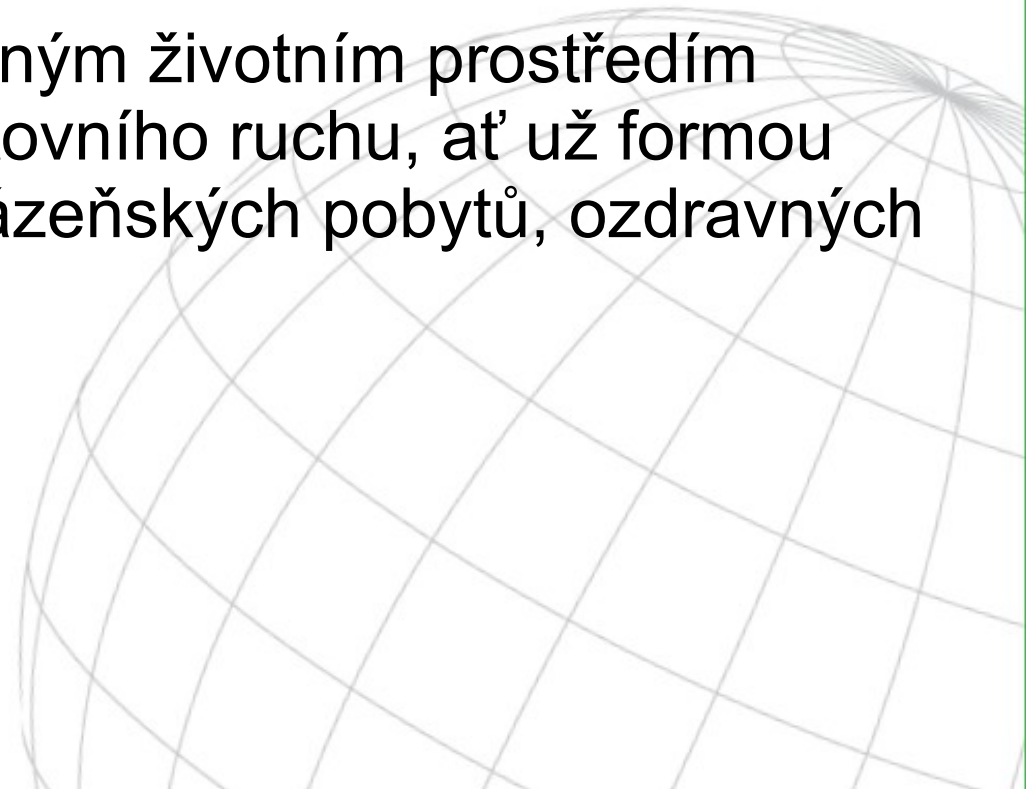 ným životním prostředím
ovního ruchu, ať už formou
ázeňských pobytů, ozdravných